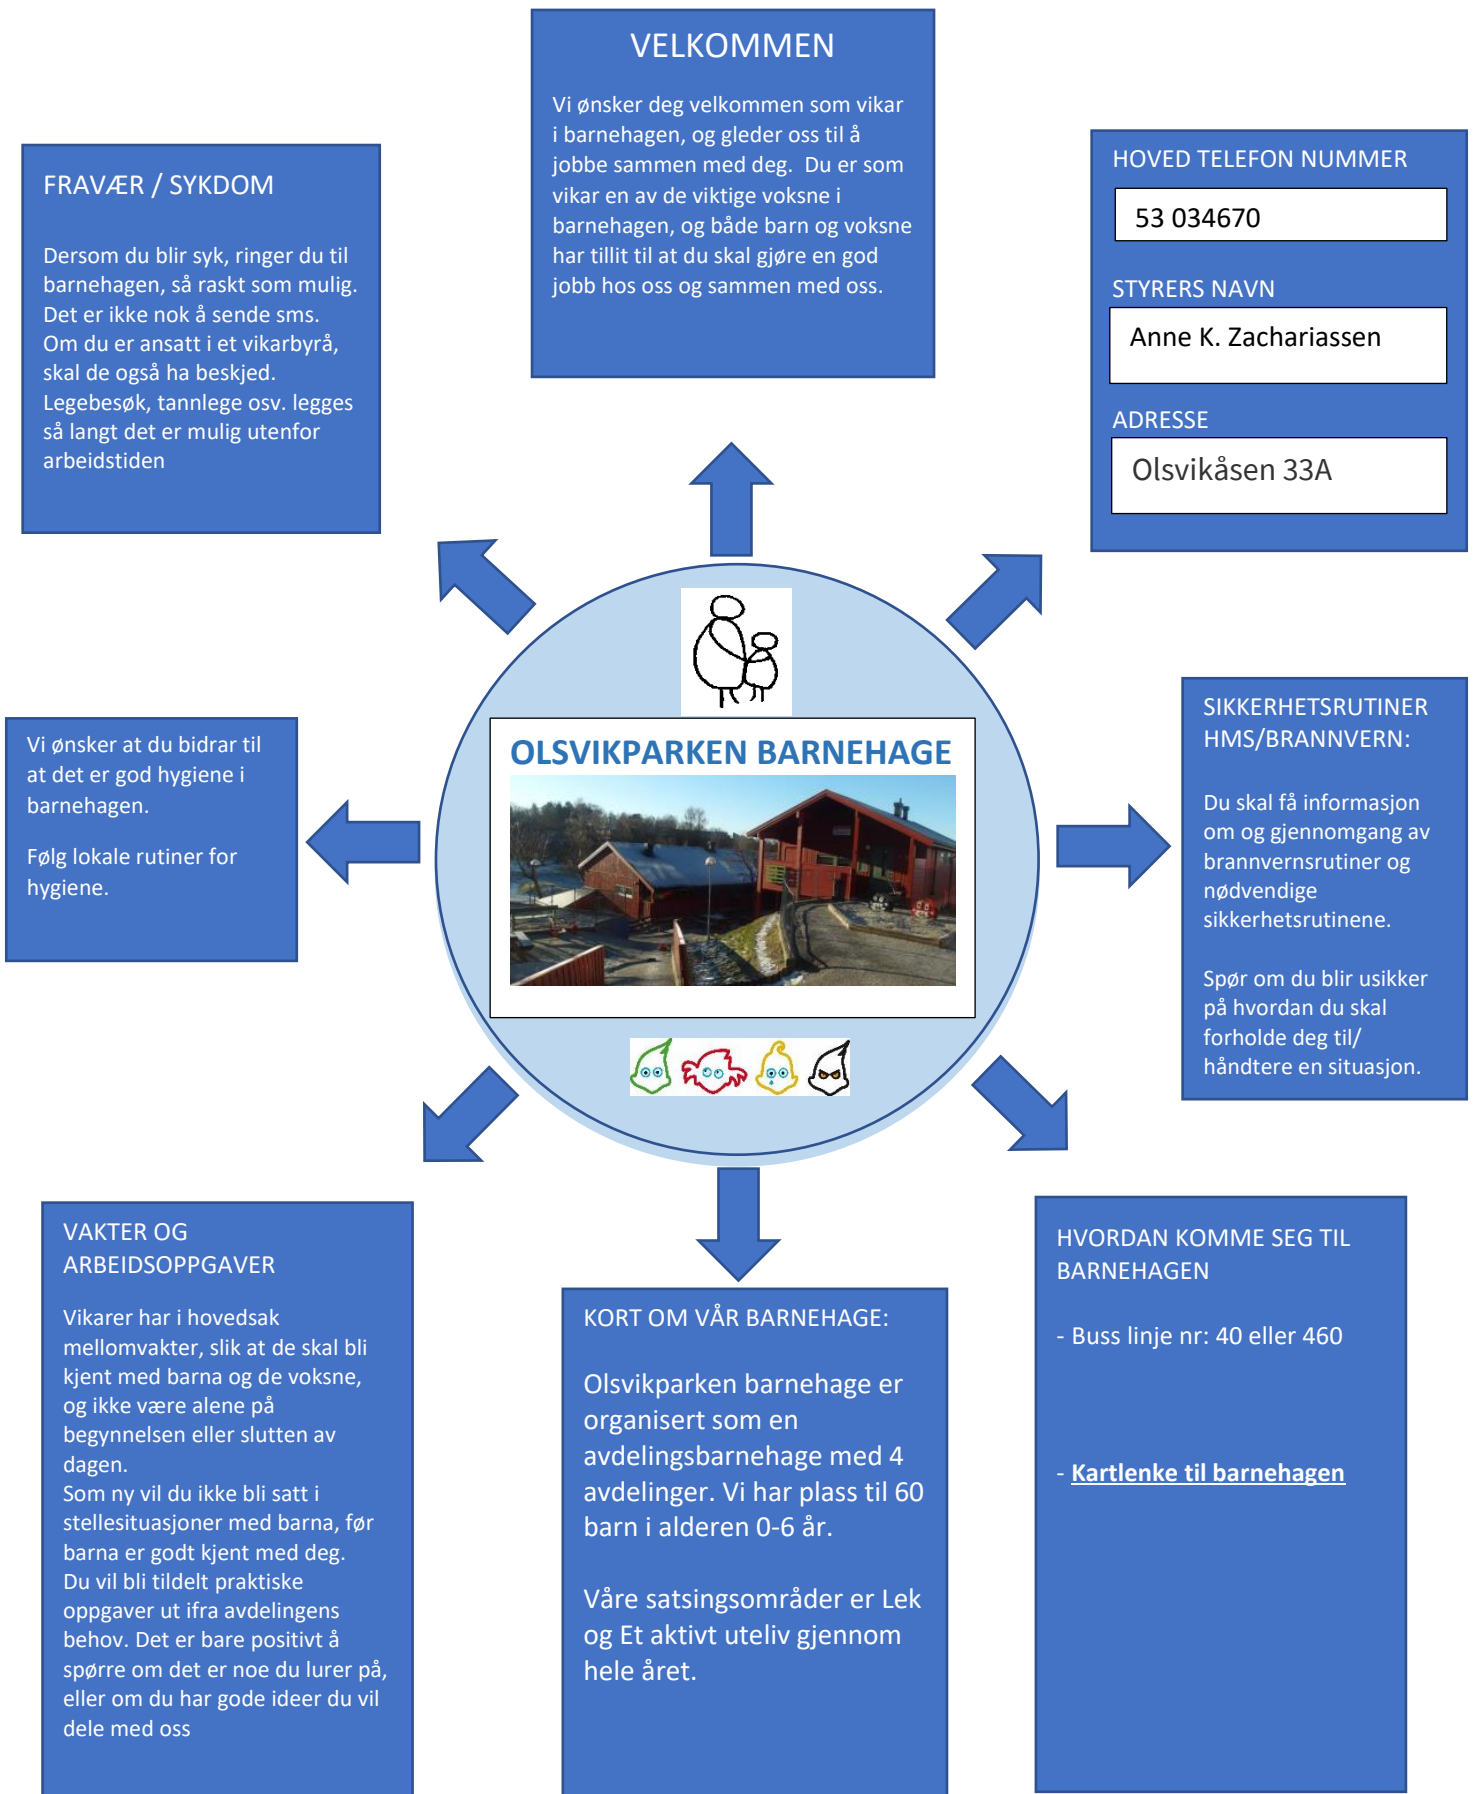 VELKOMMEN
Vi ønsker deg velkommen som vikar
i barnehagen, og gleder oss til å
jobbe sammen med deg.  Du er som
vikar en av de viktige voksne i
barnehagen, og både barn og voksne
har tillit til at du skal gjøre en god
jobb hos oss og sammen med oss.
FRAVÆR / SYKDOM
Dersom du blir syk, ringer du til
barnehagen, så raskt som mulig.
Det er ikke nok å sende sms.
Om du er ansatt i et vikarbyrå,
skal de også ha beskjed.
Legebesøk, tannlege osv. legges
så langt det er mulig utenfor
arbeidstiden
HOVED TELEFON NUMMER
53 034670
STYRERS NAVN
Anne K. Zachariassen
ADRESSE
Olsvikåsen 33A
Vi ønsker at du bidrar til
at det er god hygiene i
barnehagen.
Følg lokale rutiner for
hygiene.
OLSVIKPARKEN BARNEHAGE
SIKKERHETSRUTINER
HMS/BRANNVERN:
Du skal få informasjon
om og gjennomgang av
brannvernsrutiner og
nødvendige
sikkerhetsrutinene.
Spør om du blir usikker
på hvordan du skal
forholde deg til/
håndtere en situasjon.
VAKTER OG
ARBEIDSOPPGAVER
Vikarer har i hovedsak
mellomvakter, slik at de skal bli
kjent med barna og de voksne,
og ikke være alene på
begynnelsen eller slutten av
dagen.
Som ny vil du ikke bli satt i
stellesituasjoner med barna, før
barna er godt kjent med deg.
Du vil bli tildelt praktiske
oppgaver ut ifra avdelingens
behov. Det er bare positivt å
spørre om det er noe du lurer på,
eller om du har gode ideer du vil
dele med oss
KORT OM VÅR BARNEHAGE:
Olsvikparken barnehage er
organisert som en
avdelingsbarnehage med 4
avdelinger. Vi har plass til 60
barn i alderen 0-6 år.
Våre satsingsområder er Lek
og Et aktivt uteliv gjennom
hele året.
HVORDAN KOMME SEG TIL
BARNEHAGEN
- Buss linje nr: 40 eller 460
- Kartlenke til barnehagen